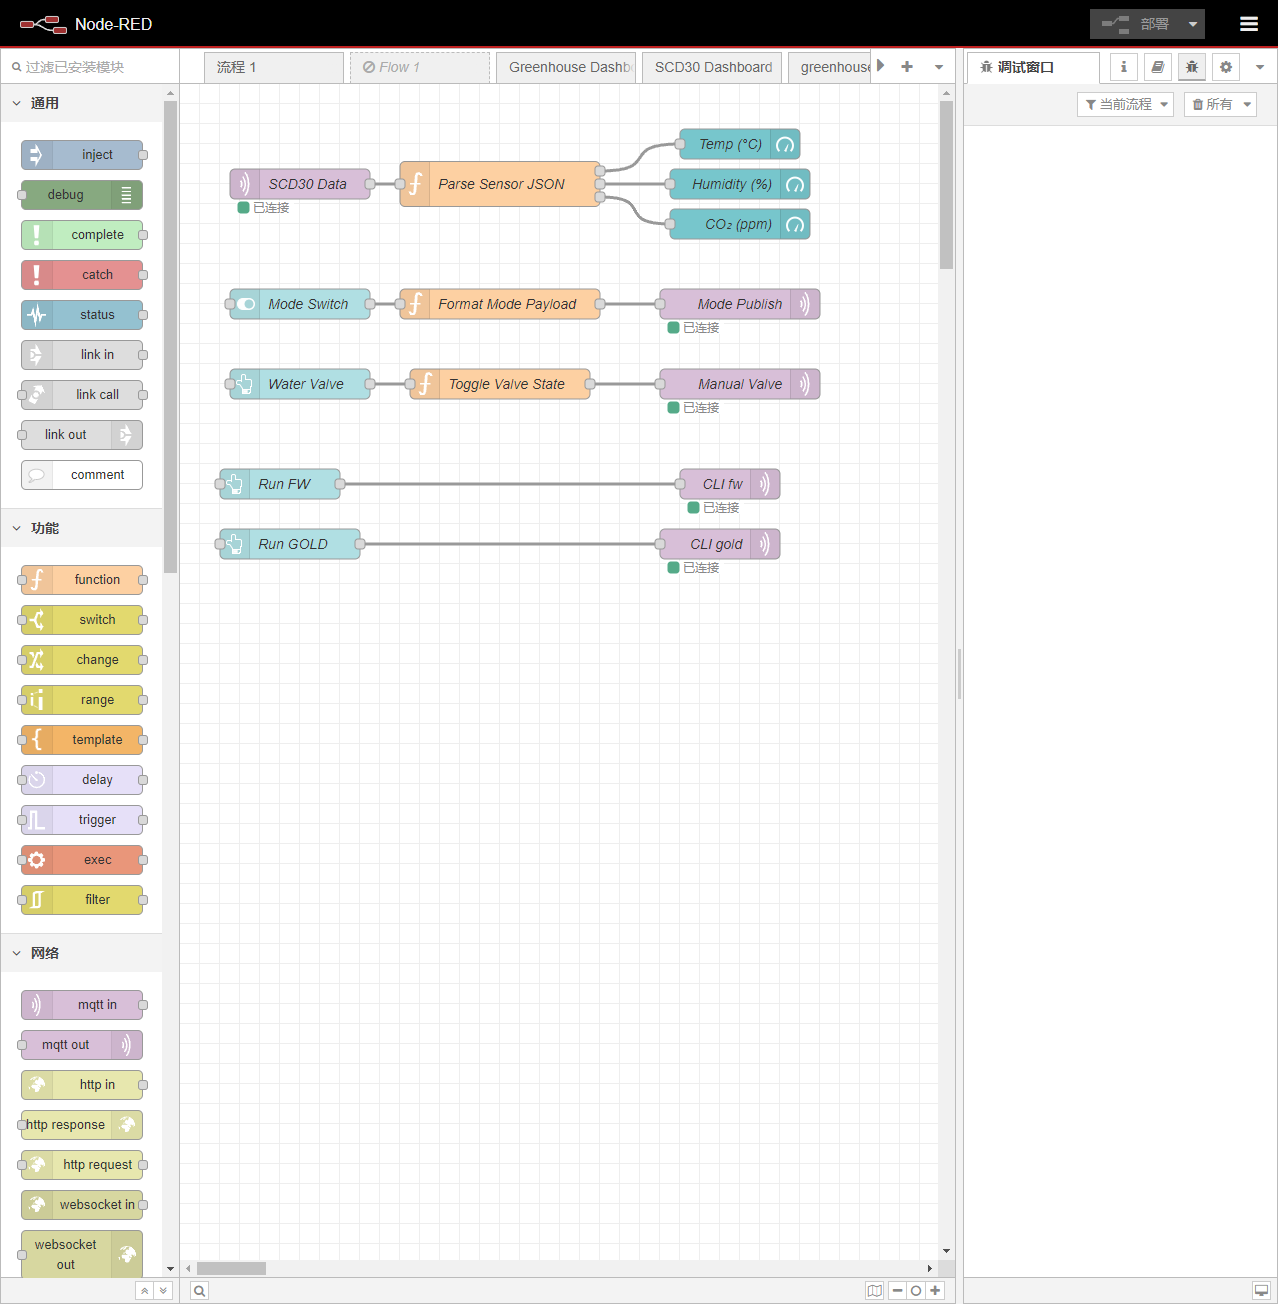 Node-RED
部署
过滤已安装模块
流程 1
Flow 1
Greenhouse Dashb
SCD30 Dashboard
greenhouse
调试窗口
当前流程
所有
通用
inject
debug
complete
catch
status
link in
link call
link out
comment
功能
function
switch
change
range
template
delay
trigger
exec
filter
网络
mqtt in
mqtt out
http in
http response
http request
websocket in
websocket
out
SCD30 Data
已连接
Parse Sensor JSON
Temp (°C)
Humidity (%)
CO₂ (ppm)
Mode Switch
Format Mode Payload
Mode Publish
已连接
Water Valve
Toggle Valve State
Manual Valve
已连接
Run FW
CLI fw
已连接
Run GOLD
CLI gold
已连接